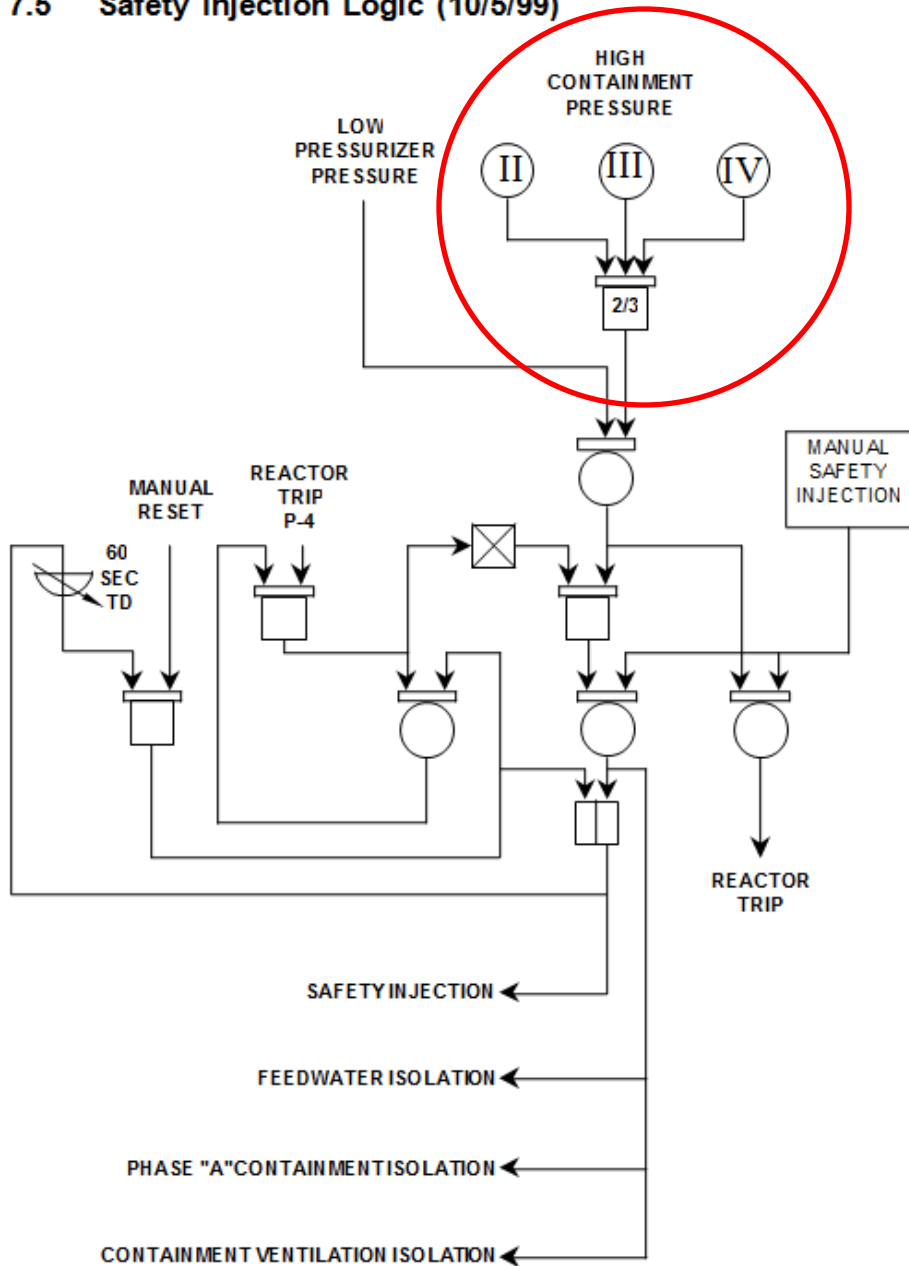 7.5 Safety Injection Logic (10/5/99)
HIGH
CONTAINMENT
PRESSURE
LOW
PRESSURIZER
PRESSURE
II
III
IV
2/3
MANUAL
SAFETY
INJECTION
MANUAL
RESET
REACTOR
TRIP
P-4
60
SEC
TD
REACTOR
TRIP
SAFETY INJECTION
FEEDWATER ISOLATION
PHASE "A" CONTAINMENT ISOLATION
CONTAINMENT VENTILATION ISOLATION